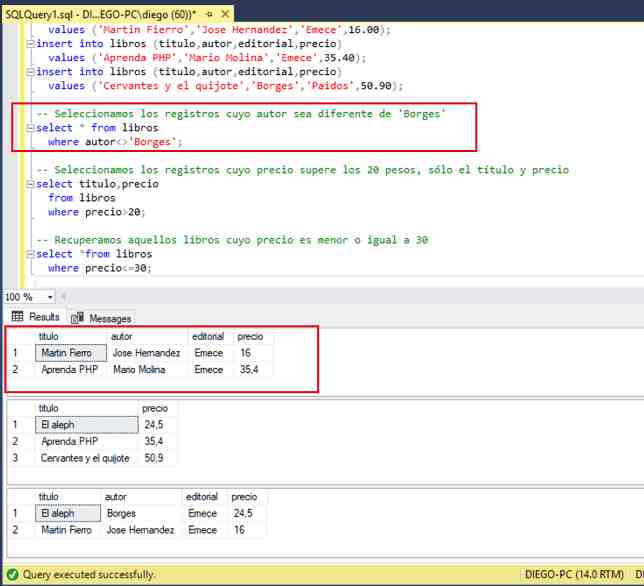 SQLQuery1.sql - DI...EGO-PC\diego (60))*
values ('Martin Fierro','Jose Hernandez','Emece',16.00);
insert into libros (titulo,autor,editorial,precio)
values ('Aprenda PHP','Mario Molina','Emece',35.40);
insert into libros (titulo,autor,editorial,precio)
values ('Cervantes y el quijote','Borges','Paidos',50.90);
-- Seleccionamos los registros cuyo autor sea diferente de 'Borges'
select * from libros
where autor<>'Borges';
-- Seleccionamos los registros cuyo precio supere los 20 pesos, sólo el título y precio
select titulo,precio
from libros
where precio>20;
-- Recuperamos aquellos libros cuyo precio es menor o igual a 30
select *from libros
where precio<=30;
100 %
Results Messages
titulo autor editorial precio
1 Martin Fierro Jose Hernandez Emece 16
2 Aprenda PHP Mario Molina Emece 35,4
titulo precio
1 El aleph 24,5
2 Aprenda PHP 35,4
3 Cervantes y el quijote 50,9
titulo autor editorial precio
1 El aleph Borges Emece 24,5
2 Martin Fierro Jose Hernandez Emece 16
Query executed successfully. DIEGO-PC (14.0 RTM)